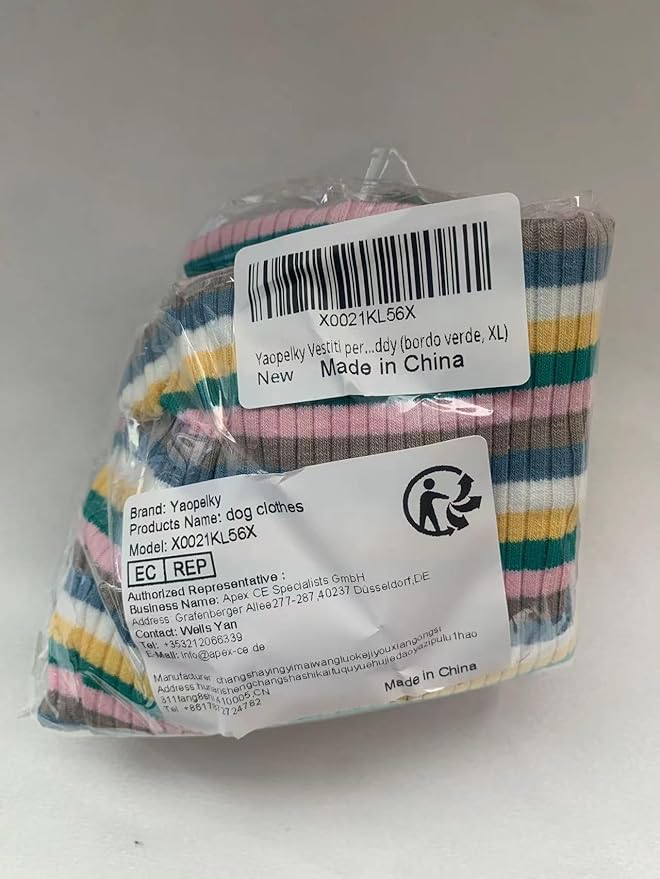 X0021KL56X
Yaopelky Vestiti per...ddy (bordo verde, XL)
New Made in China
Brand: Yaopelky
Products Name: dog clothes
Model: X0021KL56X
EC REP
Authorized Representative :
Business Name: Apex CE Specialists GmbH
Address Grafenberger Allee277-287,40237 Düsseldorf,DE
Contact: Wells Yan
Tel: +353212066339
E-Mail: info@apex-ce.de
Manufacturer
Made in China